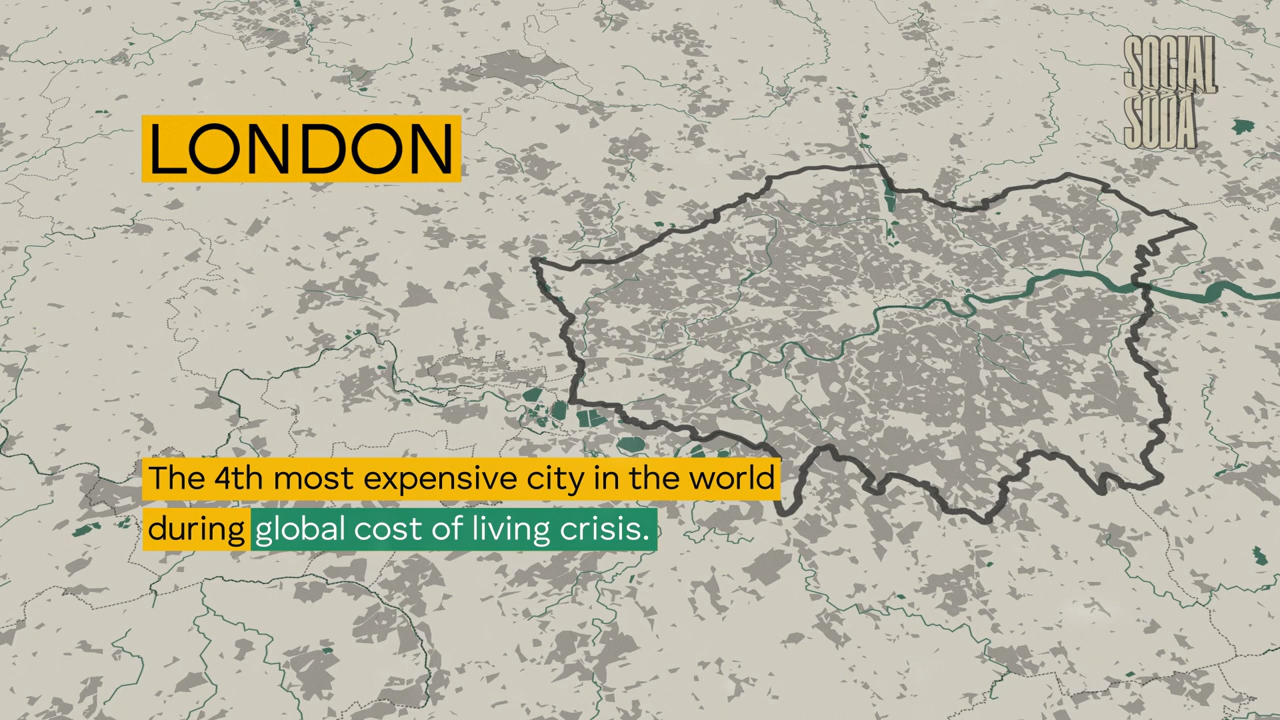 SOCIAL
SODA
LONDON
The 4th most expensive city in the world
during global cost of living crisis.